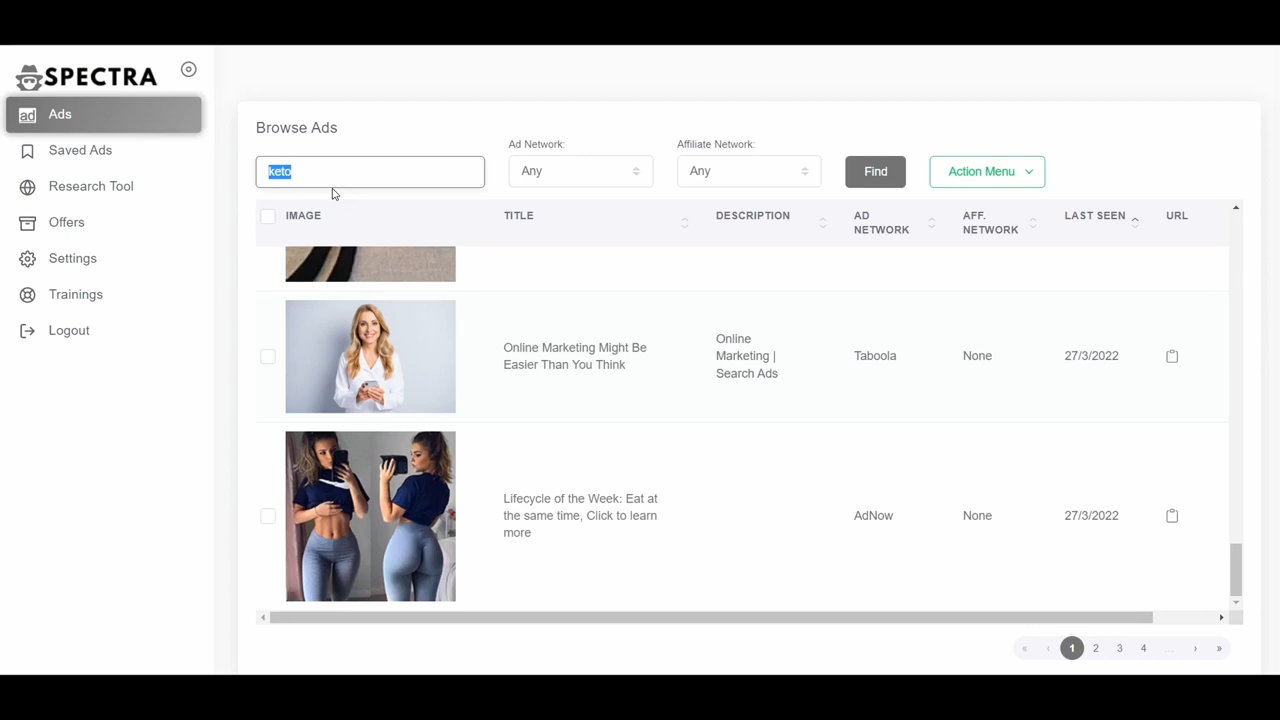 SPECTRA
Ads
Saved Ads
Research Tool
Offers
Settings
Trainings
Logout
Browse Ads
keto
Ad Network:
Any
Affiliate Network:
Any
Find
Action Menu
IMAGE
TITLE
DESCRIPTION
AD
NETWORK
AFF.
NETWORK
LAST SEEN
URL
Online Marketing Might Be
Easier Than You Think
Online
Marketing |
Search Ads
Taboola
None
27/3/2022
Lifecycle of the Week: Eat at
the same time, Click to learn
more
AdNow
None
27/3/2022
« ‹ 1 2 3 4 ... › »